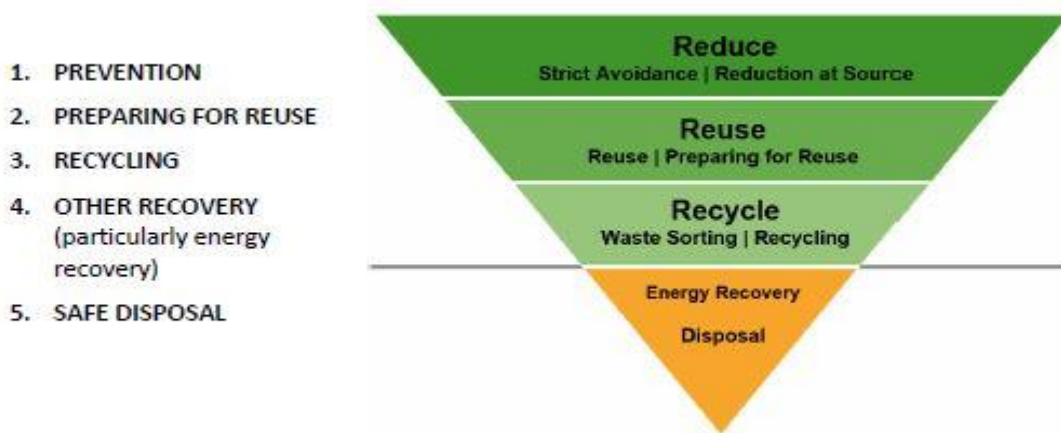 1. PREVENTION
2. PREPARING FOR REUSE
3. RECYCLING
4. OTHER RECOVERY
(particularly energy
recovery)
5. SAFE DISPOSAL
Reduce
Strict Avoidance | Reduction at Source
Reuse
Reuse | Preparing for Reuse
Recycle
Waste Sorting | Recycling
Energy Recovery
Disposal